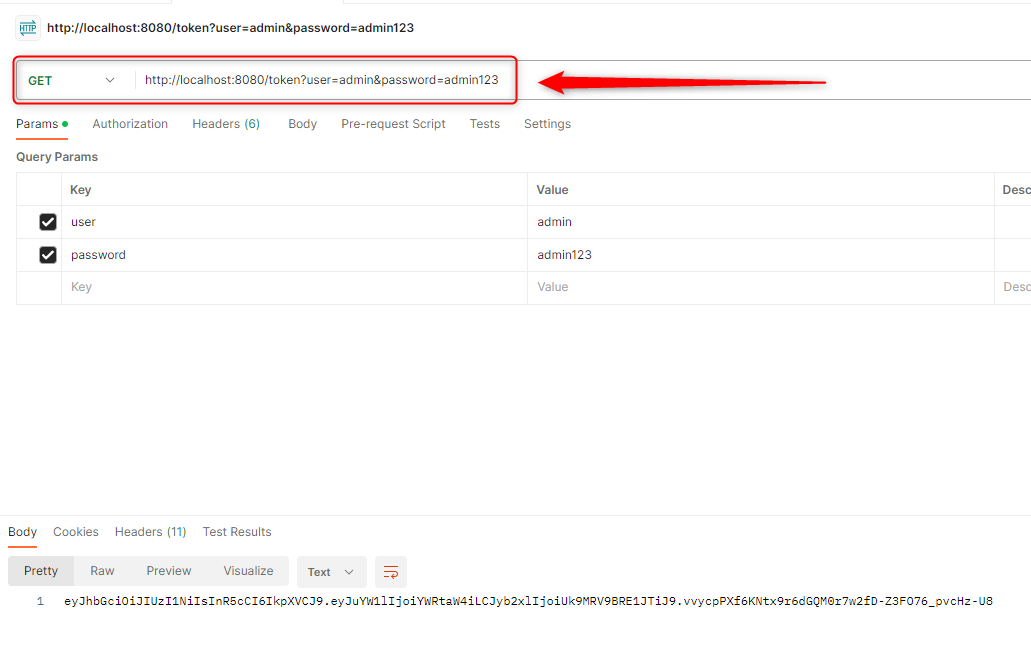 HTTP http://localhost:8080/token?user=admin&password=admin123
GET http://localhost:8080/token?user=admin&password=admin123
Params Authorization Headers (6) Body Pre-request Script Tests Settings
Query Params
Key Value Desc
user admin
password admin123
Key Value Desc
Body Cookies Headers (11) Test Results
Pretty Raw Preview Visualize Text
1 eyJhbGciOiJIUzI1NiIsInR5cCI6IkpXVCJ9.eyJuYW1lIjoiYWRtaW4iLCJyb2xlIjoiUk9MRV9BRE1JTiJ9.vvycpPXf6KNtx9r6dGQM0r7w2fD-Z3FO76_pvcHz-U8